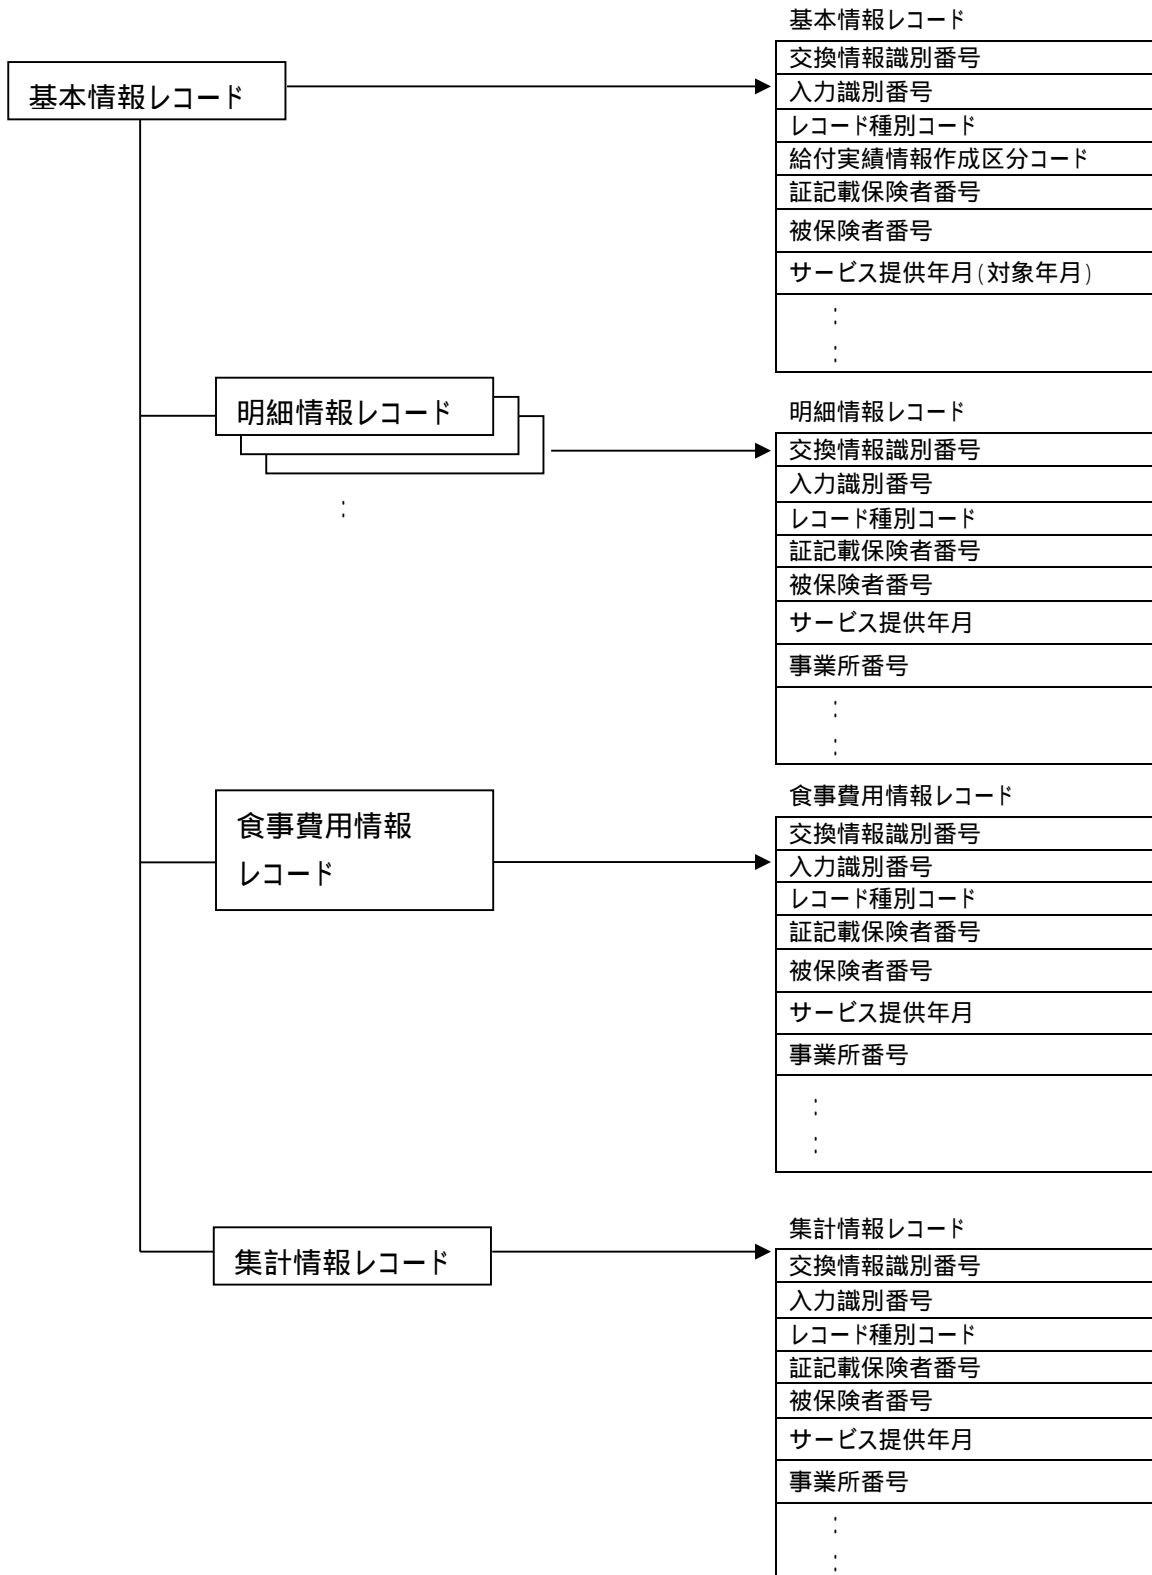 基本情報レコード
基本情報レコード
交換情報識別番号
入力識別番号
レコード種別コード
給付実績情報作成区分コード
証記載保険者番号
被保険者番号
サービス提供年月(対象年月)
:
:
明細情報レコード
:
明細情報レコード
交換情報識別番号
入力識別番号
レコード種別コード
証記載保険者番号
被保険者番号
サービス提供年月
事業所番号
:
:
食事費用情報
レコード
食事費用情報レコード
交換情報識別番号
入力識別番号
レコード種別コード
証記載保険者番号
被保険者番号
サービス提供年月
事業所番号
:
:
集計情報レコード
集計情報レコード
交換情報識別番号
入力識別番号
レコード種別コード
証記載保険者番号
被保険者番号
サービス提供年月
事業所番号
:
: